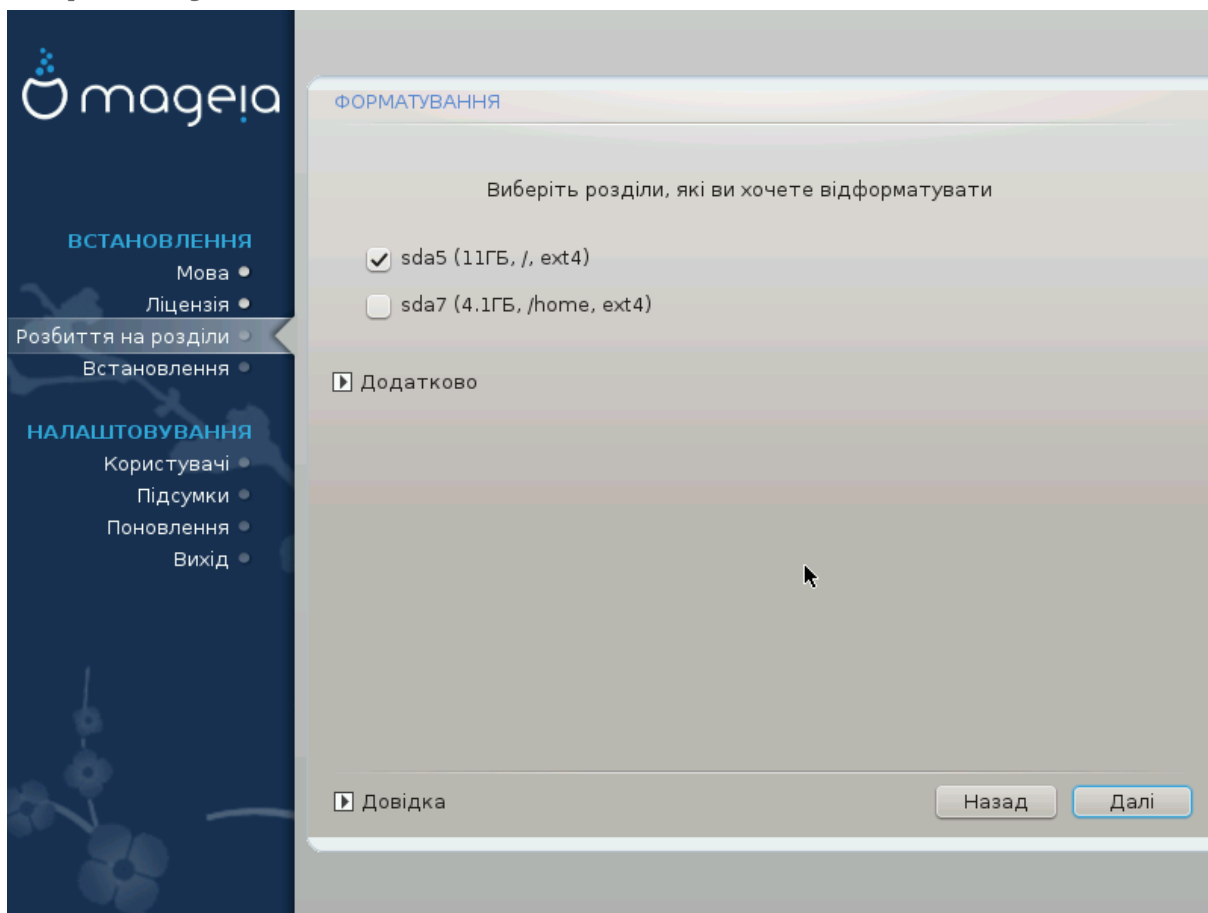 mageia
ФОРМАТУВАННЯ
Виберіть розділи, які ви хочете відформатувати
sda5 (11ГБ, /, ext4)
sda7 (4.1ГБ, /home, ext4)
Додатково
ВСТАНОВЛЕННЯ
Мова
Ліцензія
Розбиття на розділи
Встановлення
НАЛАШТОВУВАННЯ
Користувачі
Підсумки
Поновлення
Вихід
Довідка
Назад
Далі